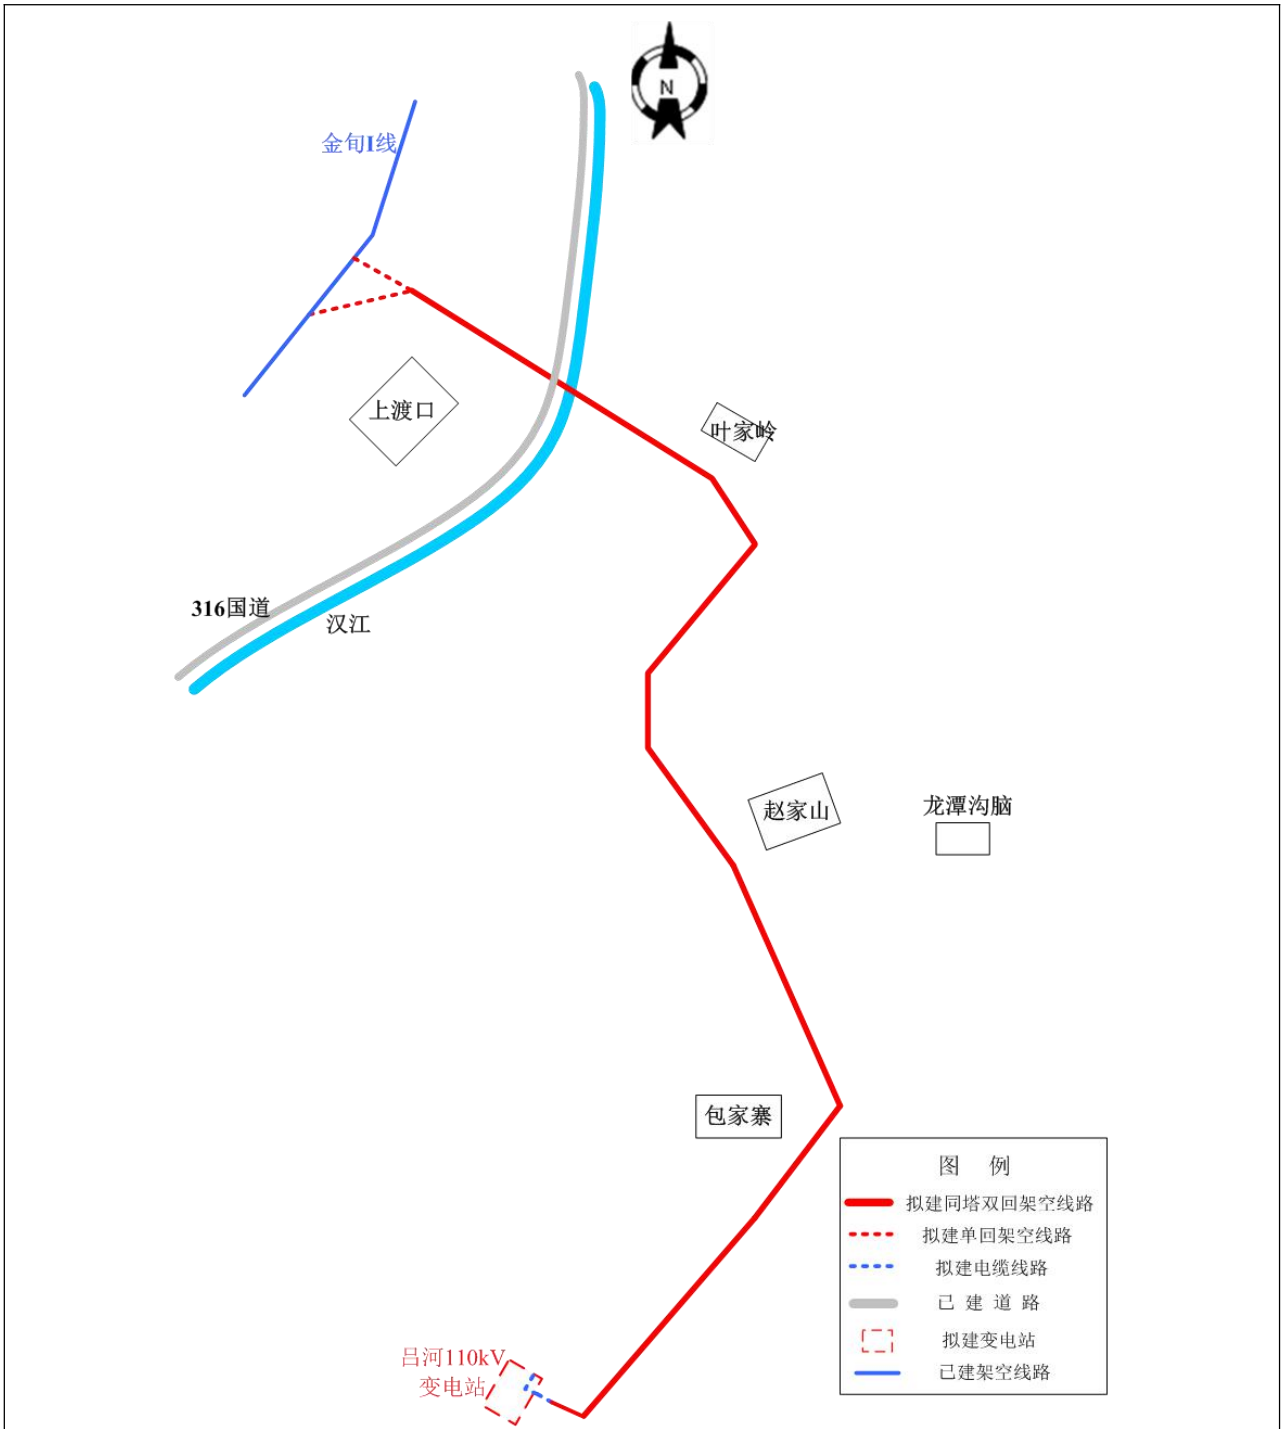 N
金旬I线
上渡口
叶家岭
316国道
汉江
赵家山
龙潭沟脑
包家寨
图 例
拟建同塔双回架空线路
拟建单回架空线路
拟建电缆线路
已建道路
拟建变电站
已建架空线路
吕河110kV
变电站